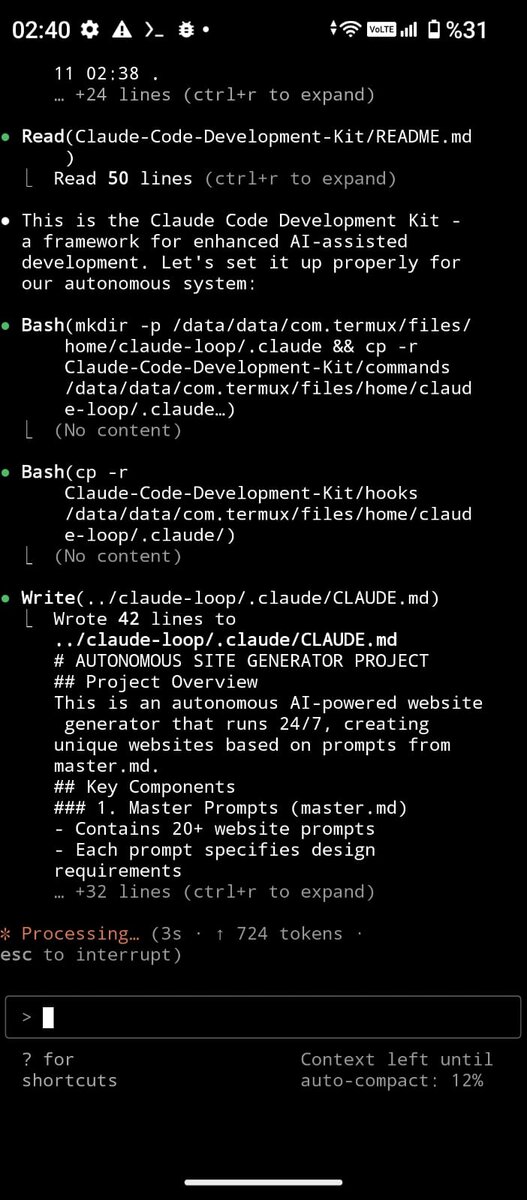 02:40 VoLTE %31
11 02:38 .
… +24 lines (ctrl+r to expand)
● Read(Claude-Code-Development-Kit/README.md
)
⎿ Read 50 lines (ctrl+r to expand)
● This is the Claude Code Development Kit -
a framework for enhanced AI-assisted
development. Let's set it up properly for
our autonomous system:
● Bash(mkdir -p /data/data/com.termux/files/
home/claude-loop/.claude && cp -r
Claude-Code-Development-Kit/commands
/data/data/com.termux/files/home/claud
e-loop/.claude…)
⎿ (No content)
● Bash(cp -r
Claude-Code-Development-Kit/hooks
/data/data/com.termux/files/home/claud
e-loop/.claude/)
⎿ (No content)
● Write(../claude-loop/.claude/CLAUDE.md)
⎿ Wrote 42 lines to
../claude-loop/.claude/CLAUDE.md
# AUTONOMOUS SITE GENERATOR PROJECT
## Project Overview
This is an autonomous AI-powered website
generator that runs 24/7, creating
unique websites based on prompts from
master.md.
## Key Components
### 1. Master Prompts (master.md)
- Contains 20+ website prompts
- Each prompt specifies design
requirements
… +32 lines (ctrl+r to expand)
✻ Processing… (3s · ↑ 724 tokens ·
esc to interrupt)
>
? for
shortcuts
Context left until
auto-compact: 12%